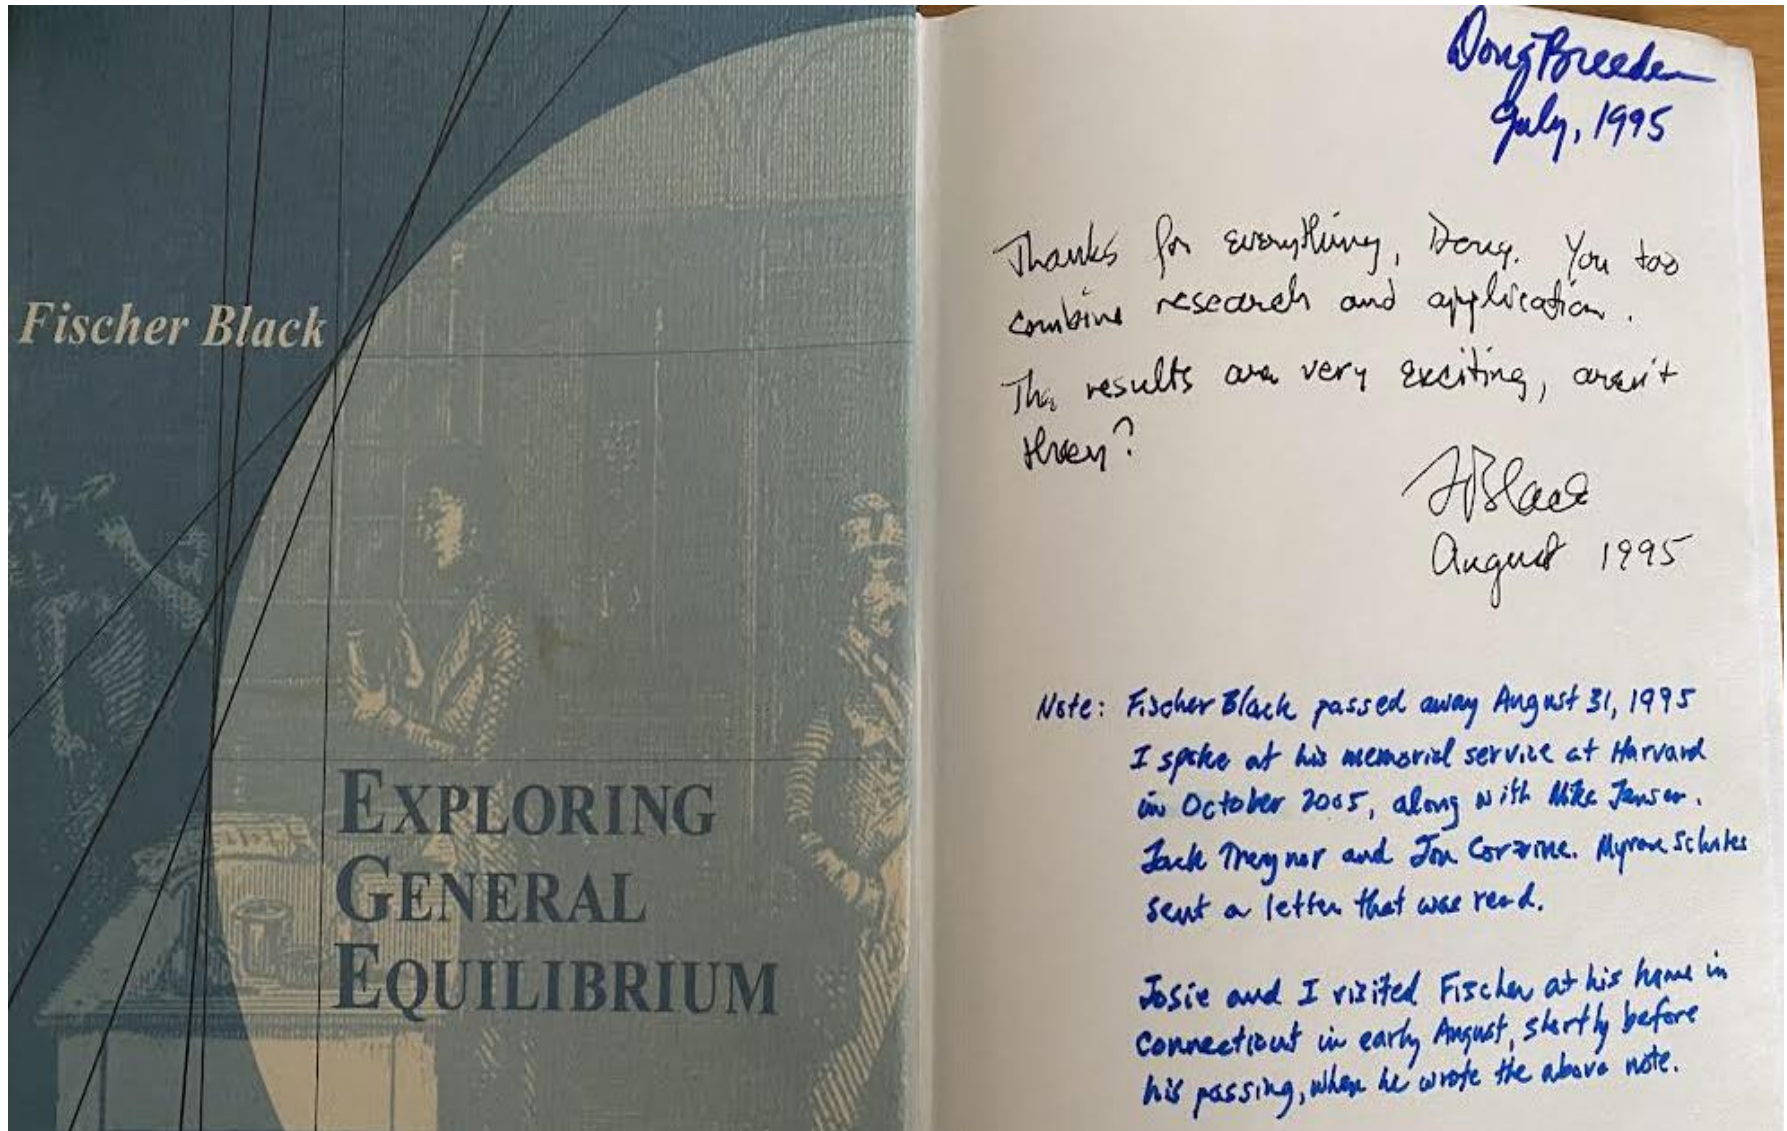 Fischer Black
EXPLORING
GENERAL
EQUILIBRIUM
Doug Breeden
July, 1995
Thanks for everything, Doug. You too
combine research and application.
The results are very exciting, aren't
they?
FBlack
August 1995
Note: Fischer Black passed away August 31, 1995
I spoke at his memorial service at Harvard
in October 2005, along with Mike Jensen.
Jack Treynor and Jon Corzine. Myron Scholes
sent a letter that was read.
Josie and I visited Fischer at his home in
Connecticut in early August, shortly before
his passing, when he wrote the above note.